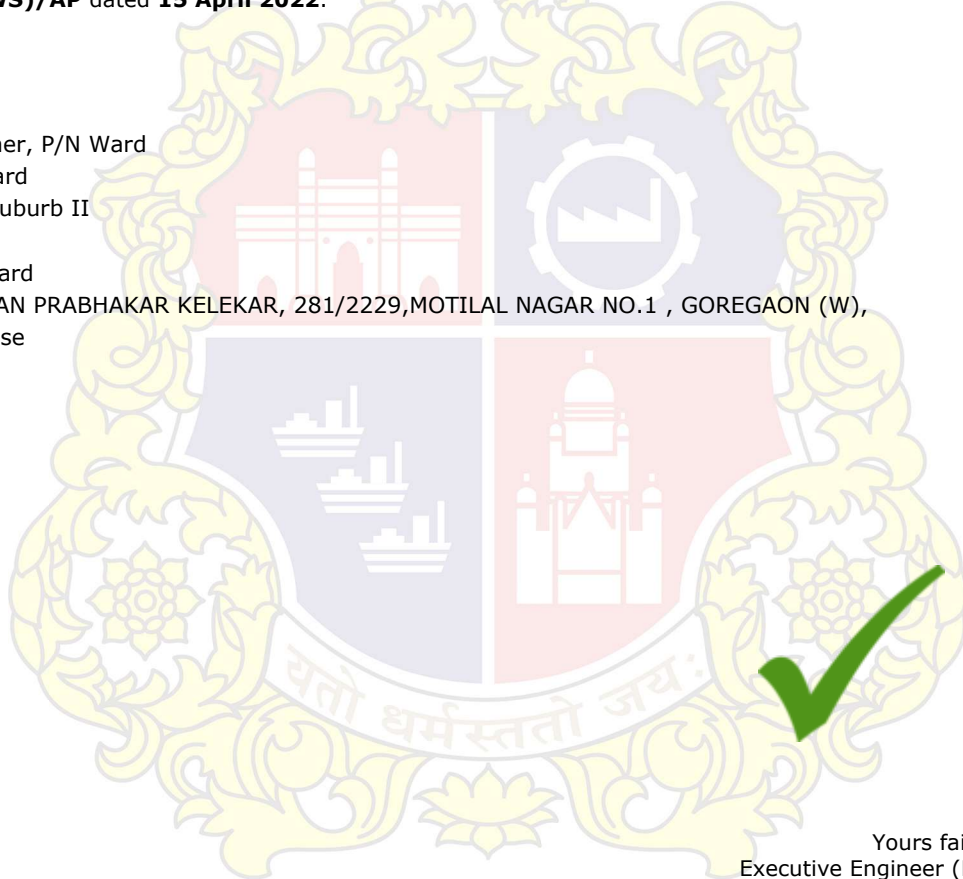 WS)/AP dated 15 April 2022.
ner, P/N Ward
ard
uburb II
ard
AN PRABHAKAR KELEKAR, 281/2229,MOTILAL NAGAR NO.1 , GOREGAON (W),
se
यतो धर्मस्ततो जय:
Yours fai
Executive Engineer (